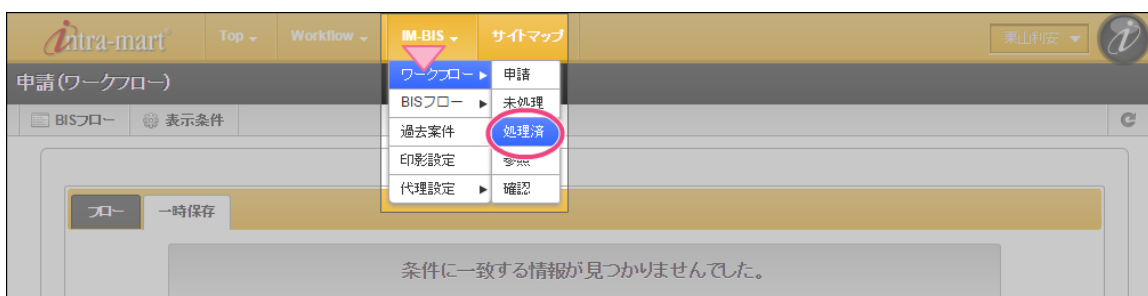 intra-mart Top Workflow IM-BIS サイトマップ 東山利安
申請(ワークフロー)
ワークフロー 申請
BISフロー 未処理
BISフロー 表示条件
過去案件 処理済
印影設定 参照
代理設定 確認
フロー 一時保存
条件に一致する情報が見つかりませんでした。